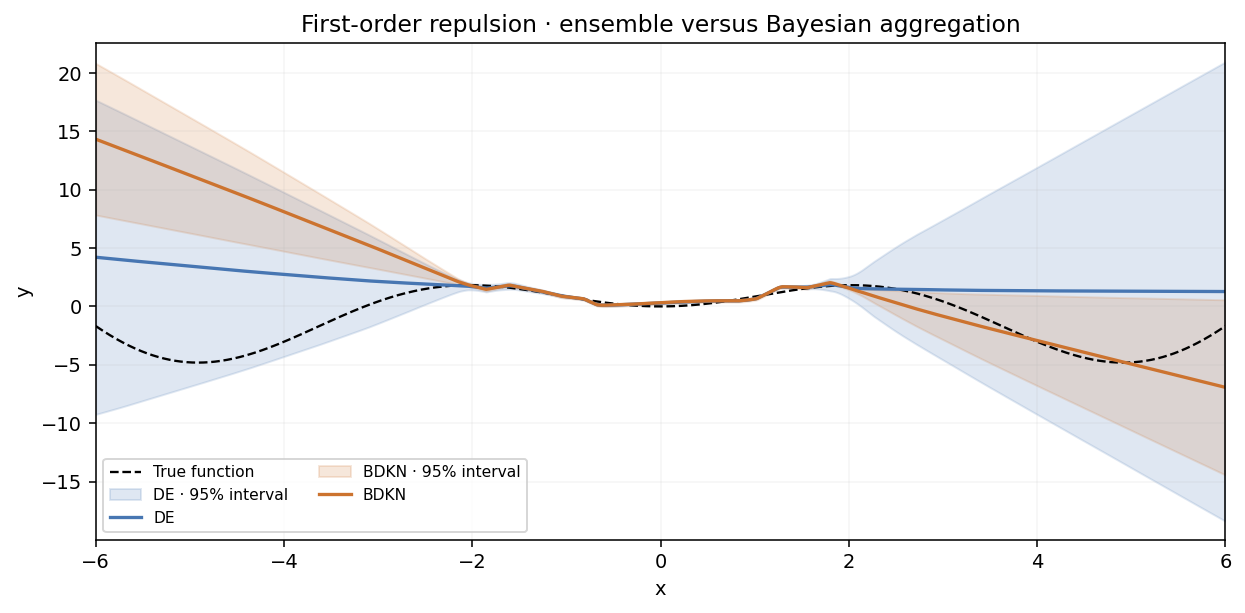 First-order repulsion · ensemble versus Bayesian aggregation
y
20
15
10
5
0
−5
−10
−15
True function
DE · 95% interval
DE
BDKN · 95% interval
BDKN
−6
−4
−2
0
2
4
6
x